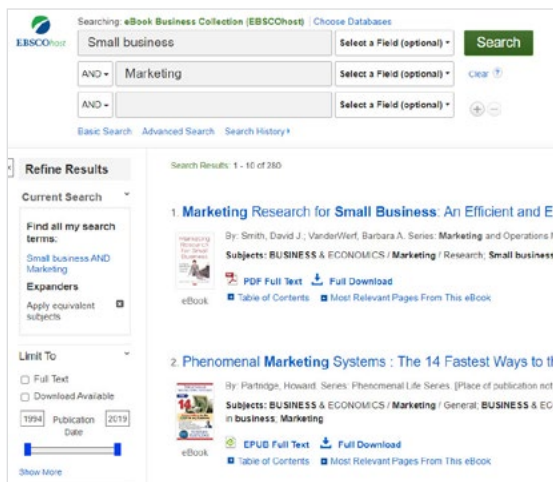 Searching: eBook Business Collection (EBSCOhost) Choose Databases
EBSCOhost
Small business Select a Field (optional) Search
AND Marketing Select a Field (optional) Clear ?
AND Select a Field (optional)
Basic Search Advanced Search Search History
Refine Results
Current Search
Find all my search
terms:
Small business AND
Marketing
Expanders
Apply equivalent
subjects
Limit To
Full Text
Download Available
1994 Publication 2019
Date
Show More
Search Results: 1 - 10 of 280
1. Marketing Research for Small Business: An Efficient and E
By: Smith, David J.; VanderWerf, Barbara A. Series: Marketing and Operations
Subjects: BUSINESS & ECONOMICS / Marketing / Research; Small business
PDF Full Text Full Download
eBook
Table of Contents Most Relevant Pages From This eBook
2. Phenomenal Marketing Systems : The 14 Fastest Ways to th
By: Partridge, Howard. Series: Phenomenal Life Series. [Place of publication not
Subjects: BUSINESS & ECONOMICS / Marketing / General; BUSINESS & EC
in business; Marketing
EPUB Full Text Full Download
eBook
Table of Contents Most Relevant Pages From This eBook